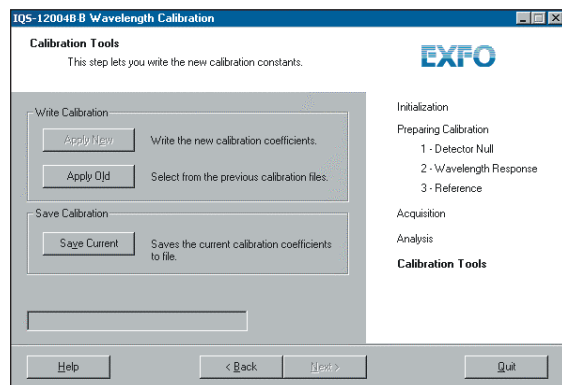 IQS-12004B B Wavelength Calibration
Calibration Tools
This step lets you write the new calibration constants.
EXFO
Write Calibration
Apply New
Write the new calibration coefficients.
Apply Old
Select from the previous calibration files.
Save Calibration
Save Current
Saves the current calibration coefficients
to file.
Initialization
Preparing Calibration
1 - Detector Null
2 - Wavelength Response
3 - Reference
Acquisition
Analysis
Calibration Tools
Help
< Back
Next >
Quit